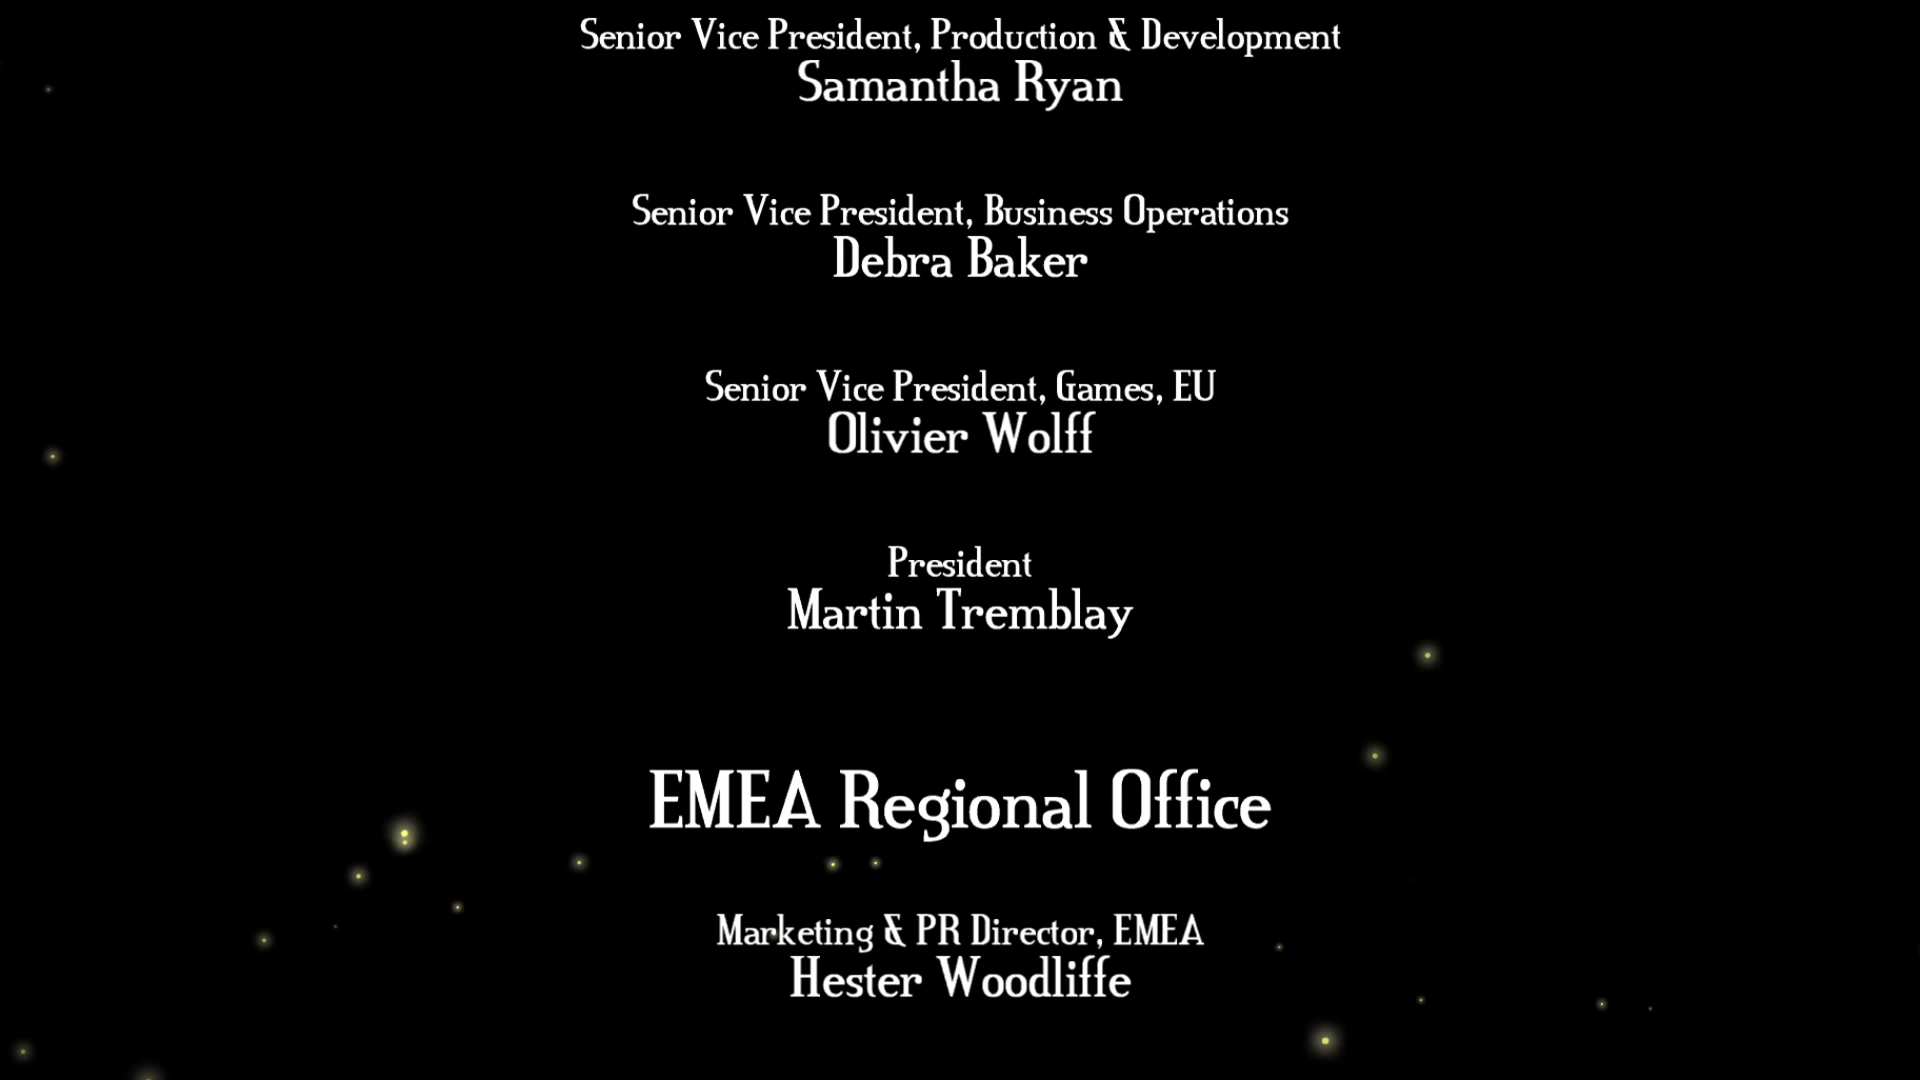 Senior Vice President, Production & Development
Samantha Ryan
Senior Vice President, Business Operations
Debra Baker
Senior Vice President, Games, EU
Olivier Wolff
President
Martin Tremblay
EMEA Regional Office
Marketing & PR Director, EMEA
Hester Woodliffe